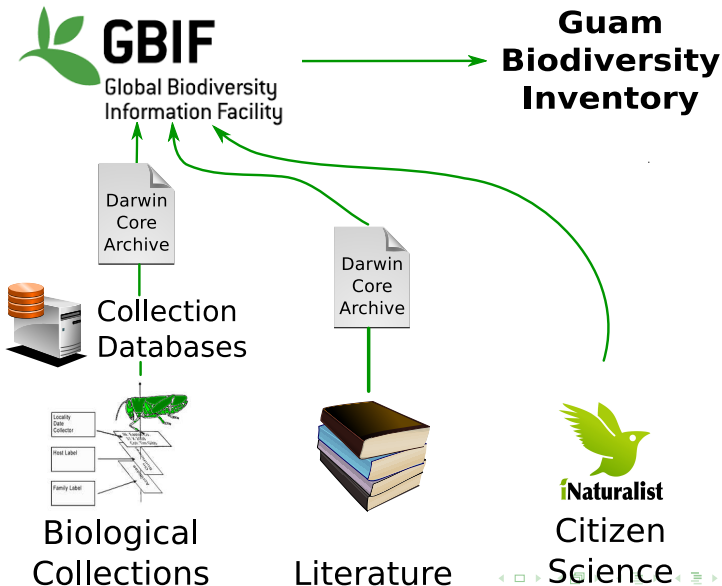 GBIF
Global Biodiversity
Information Facility
Guam
Biodiversity
Inventory
Darwin
Core
Archive
Darwin
Core
Archive
Collection
Databases
Locality
Date
Collector
Host Label
Family Label
iNaturalist
Biological
Collections
Literature
Citizen
Science